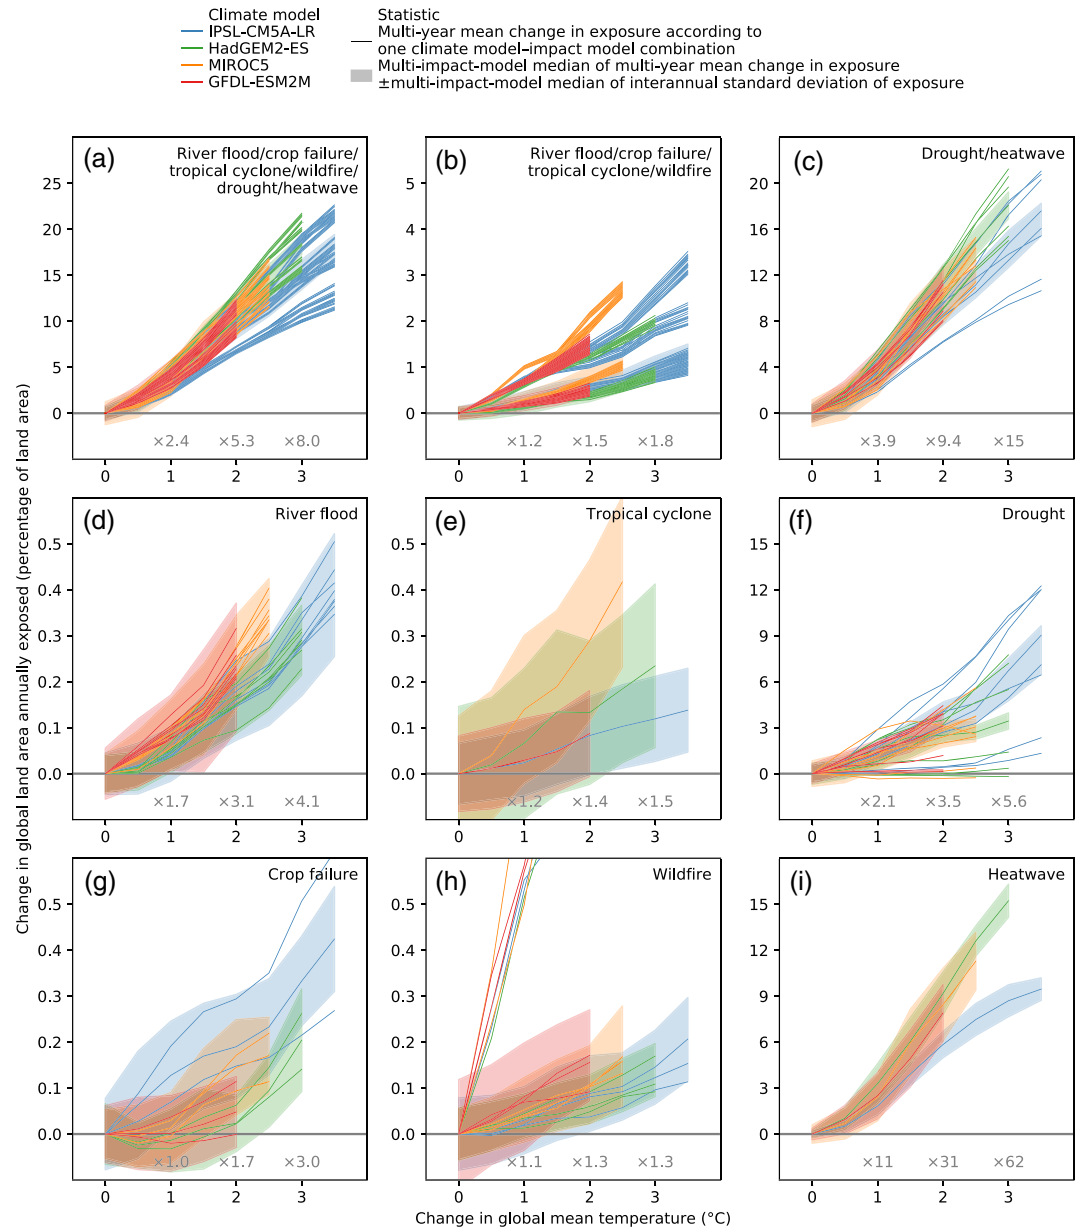 Climate model
IPSL-CM5A-LR
HadGEM2-ES
MIROC5
GFDL-ESM2M
Statistic
Multi-year mean change in exposure according to
one climate model–impact model combination
Multi-impact-model median of multi-year mean change in exposure
±multi-impact-model median of interannual standard deviation of exposure
Change in global land area annually exposed (percentage of land area)
(a)
River flood/crop failure/
tropical cyclone/wildfire/
drought/heatwave
25
20
15
10
5
0
×2.4 ×5.3 ×8.0
0 1 2 3
(b)
River flood/crop failure/
tropical cyclone/wildfire
5
4
3
2
1
0
×1.2 ×1.5 ×1.8
0 1 2 3
(c)
Drought/heatwave
20
16
12
8
4
0
×3.9 ×9.4 ×15
0 1 2 3
(d)
River flood
0.5
0.4
0.3
0.2
0.1
0.0
×1.7 ×3.1 ×4.1
0 1 2 3
(e)
Tropical cyclone
0.5
0.4
0.3
0.2
0.1
0.0
×1.2 ×1.4 ×1.5
0 1 2 3
(f)
Drought
15
12
9
6
3
0
×2.1 ×3.5 ×5.6
0 1 2 3
(g)
Crop failure
0.5
0.4
0.3
0.2
0.1
0.0
×1.0 ×1.7 ×3.0
0 1 2 3
(h)
Wildfire
0.5
0.4
0.3
0.2
0.1
0.0
×1.1 ×1.3 ×1.3
0 1 2 3
(i)
Heatwave
15
12
9
6
3
0
×11 ×31 ×62
0 1 2 3
Change in global mean temperature (°C)